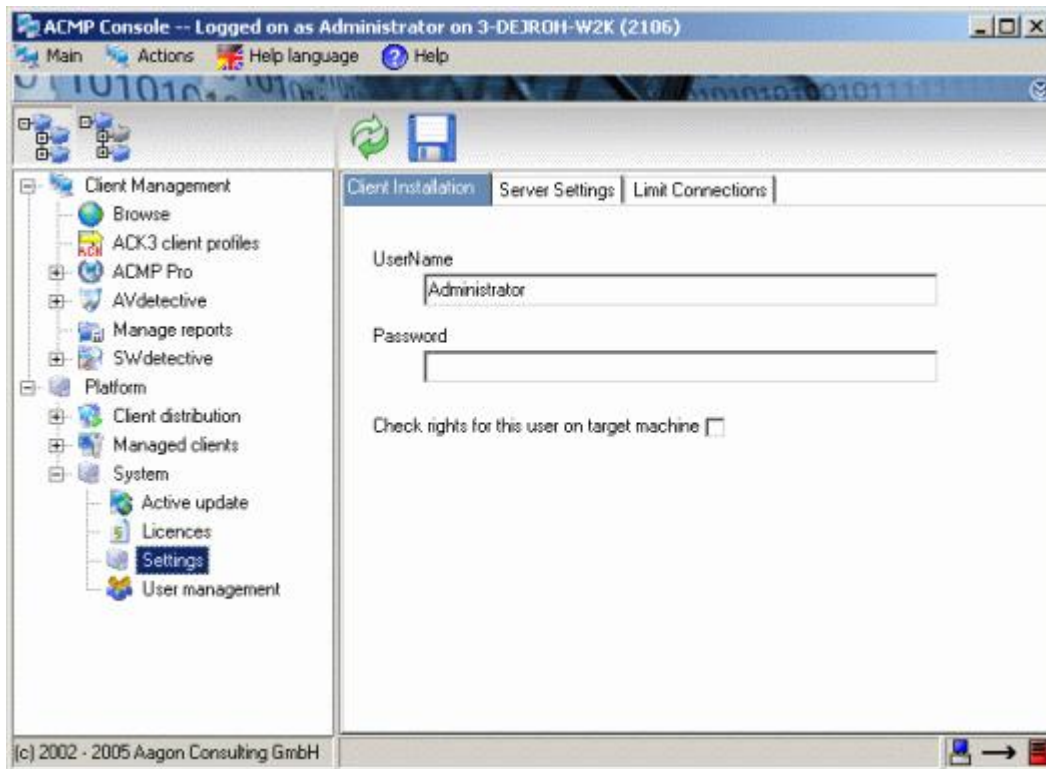 ACMP Console -- Logged on as Administrator on 3-DEJROH-W2K (2106)
Main Actions Help language Help
Client Management
Browse
ACK3 client profiles
ACMP Pro
AVdetective
Manage reports
SWdetective
Platform
Client distribution
Managed clients
System
Active update
Licences
Settings
User management
Client Installation Server Settings Limit Connections
UserName
Administrator
Password
Check rights for this user on target machine
(c) 2002 - 2005 Aagon Consulting GmbH